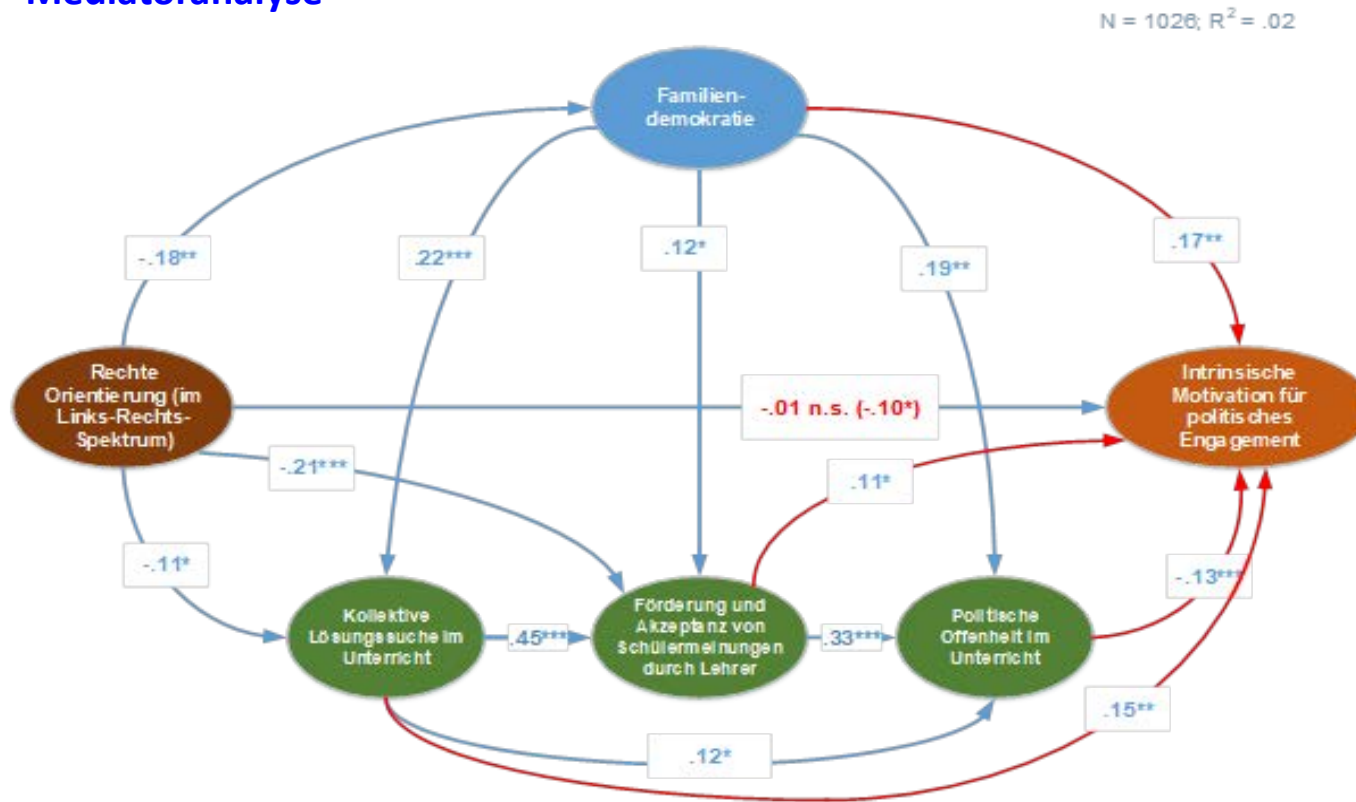 Mediatoranalyse
N = 1026; R² = .02
Familien-
demokratie
-.18**
.22***
.12*
.19**
.17**
Rechte
Orientierung (im
Links-Rechts-
Spektrum)
-.01 n.s. (-.10*)
Intrinsische
Motivation für
politisches
Engagement
-.21***
.11*
-.11*
-.13***
Kollektive
Lösungssuche im
Unterricht
.45***
Förderung und
Akzeptanz von
Schülermeinungen
durch Lehrer
.33***
Politische
Offenheit im
Unterricht
.15**
.12*